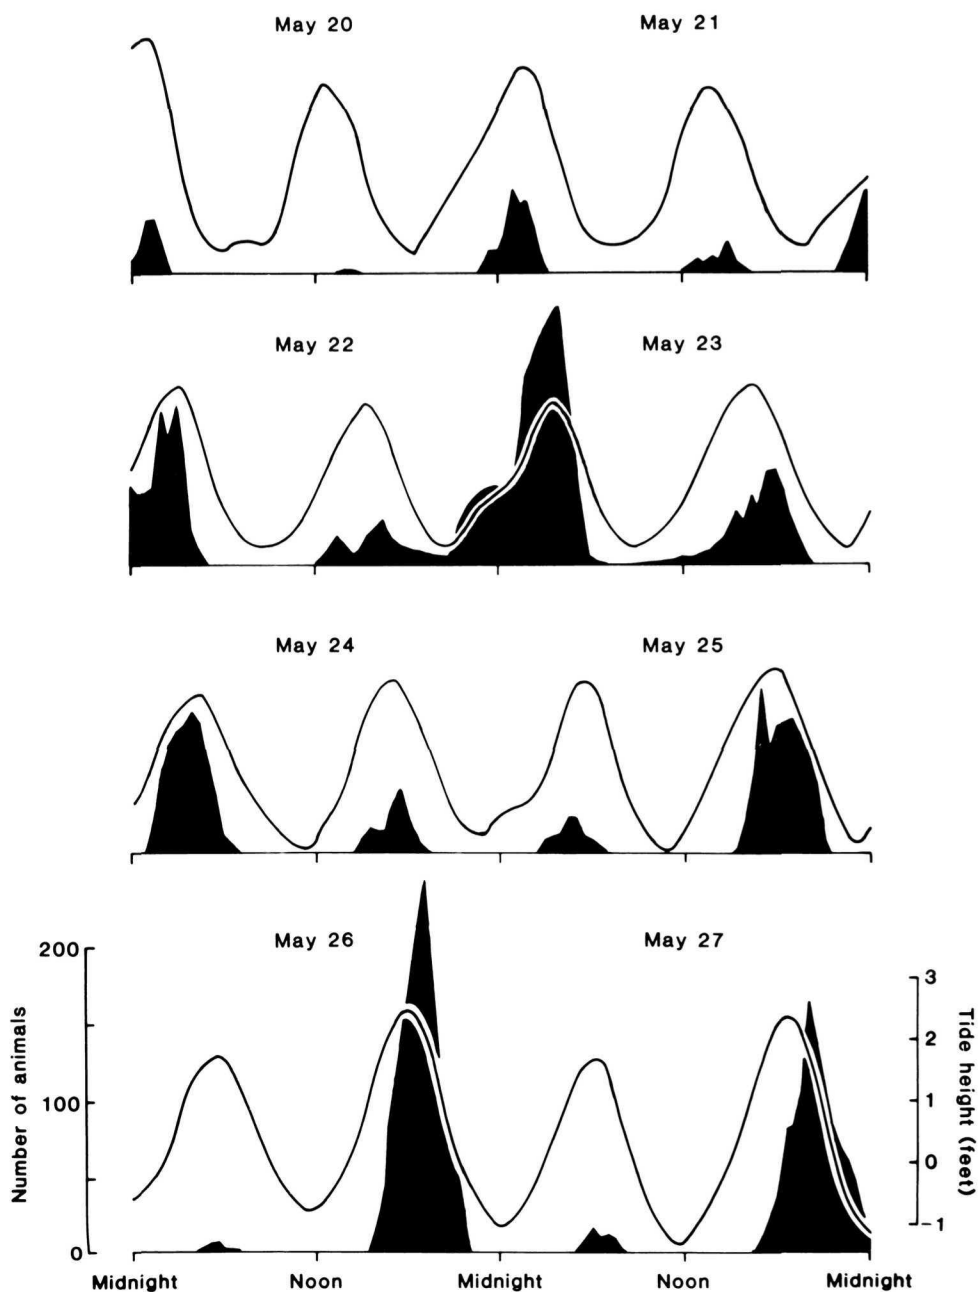 May 20
May 21
May 22
May 23
May 24
May 25
May 26
May 27
200
100
0
Number of animals
3
2
1
0
-1
Tide height (feet)
Midnight
Noon
Midnight
Noon
Midnight